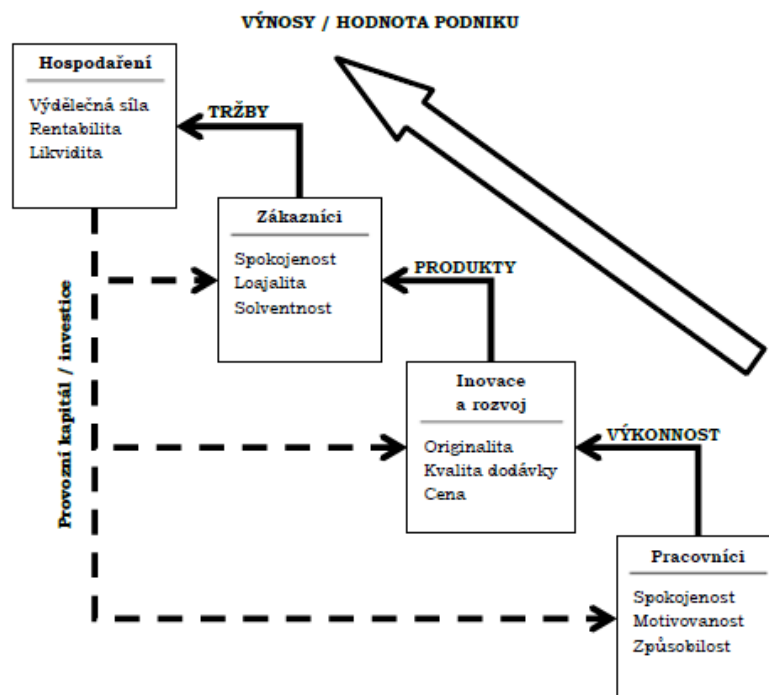 VÝNOSY / HODNOTA PODNIKU
Hospodaření
Výdělečná síla
Rentabilita
Likvidita
TRŽBY
Zákazníci
Spokojenost
Loajalita
Solventnost
PRODUKTY
Inovace
a rozvoj
Originalita
Kvalita dodávky
Cena
VÝKONNOST
Pracovníci
Spokojenost
Motivovanost
Způsobilost
Provozní kapitál / investice